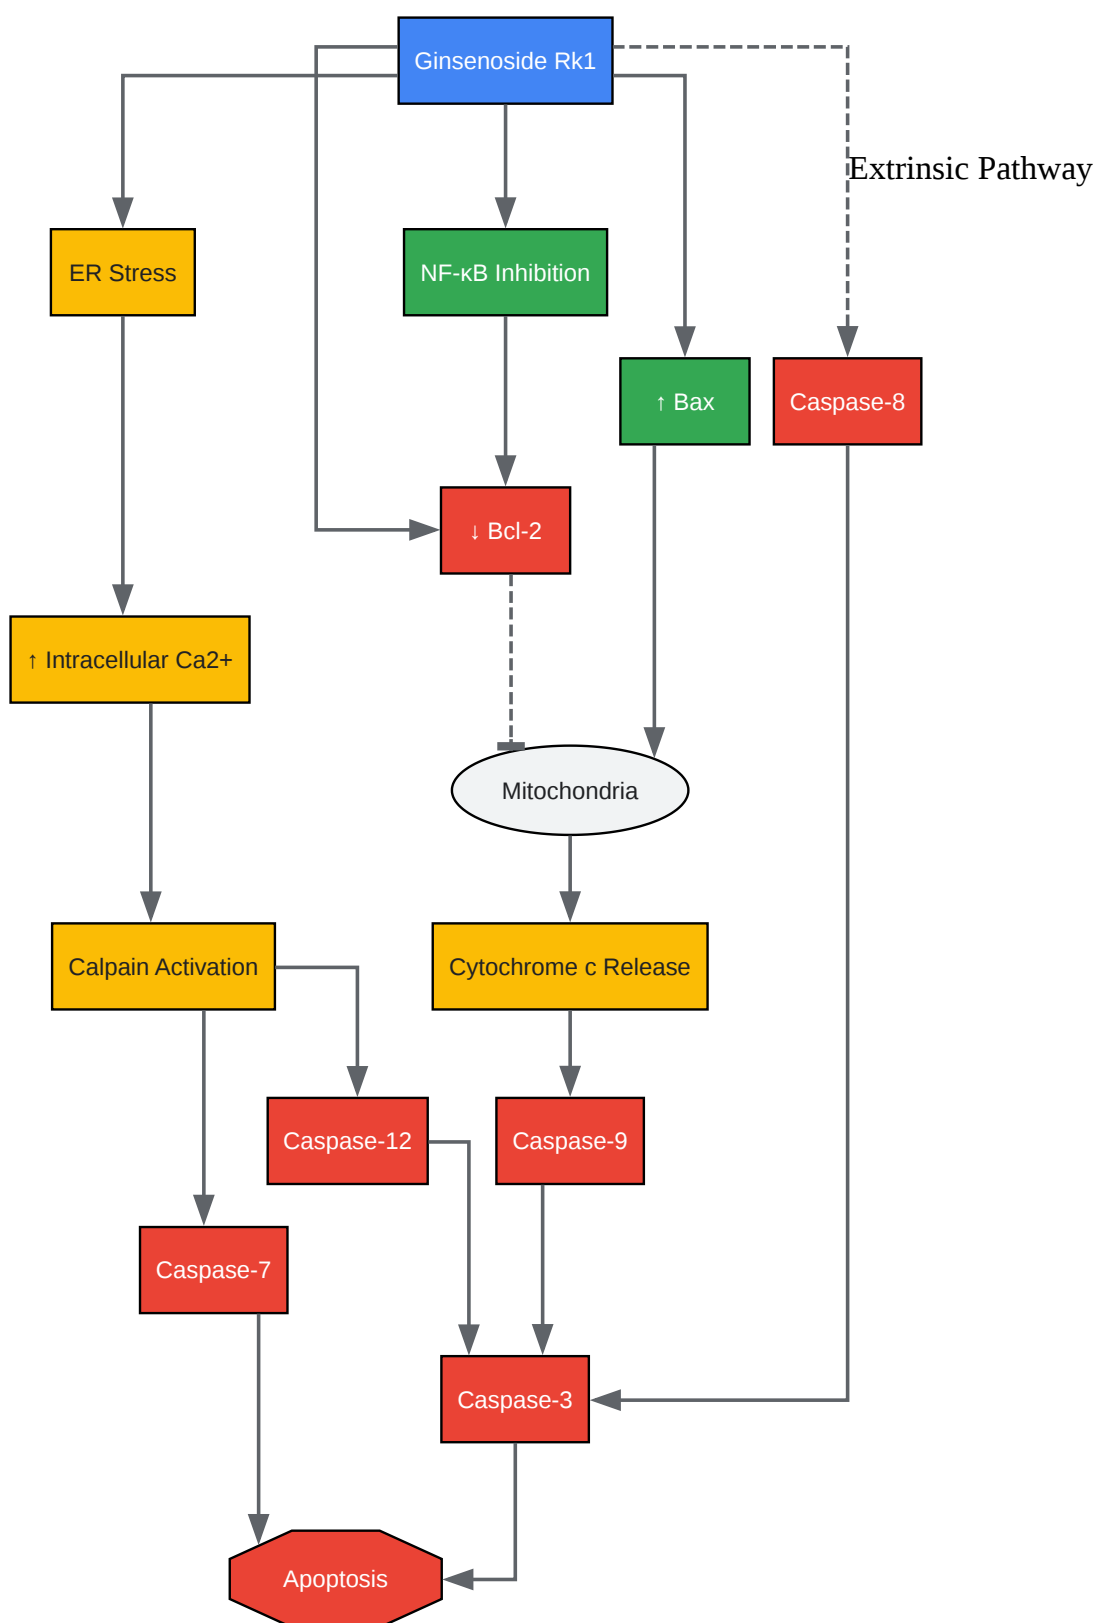 Ginsenoside Rk1
Extrinsic Pathway
ER Stress
NF-κB Inhibition
↑ Bax
Caspase-8
↓ Bcl-2
↑ Intracellular Ca2+
Mitochondria
Calpain Activation
Cytochrome c Release
Caspase-12
Caspase-9
Caspase-7
Caspase-3
Apoptosis